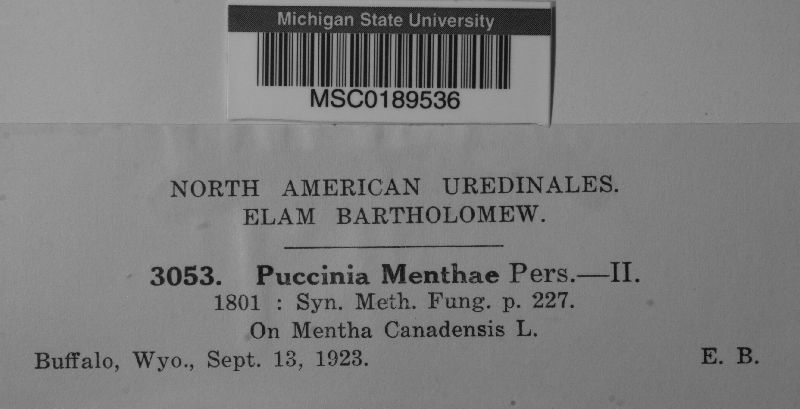 Michigan State University
MSC0189536
NORTH AMERICAN UREDINALES.
ELAM BARTHOLOMEW.
3053. Puccinia Menthae Pers.—II.
1801 : Syn. Meth. Fung. p. 227.
On Mentha Canadensis L.
Buffalo, Wyo., Sept. 13, 1923. E. B.